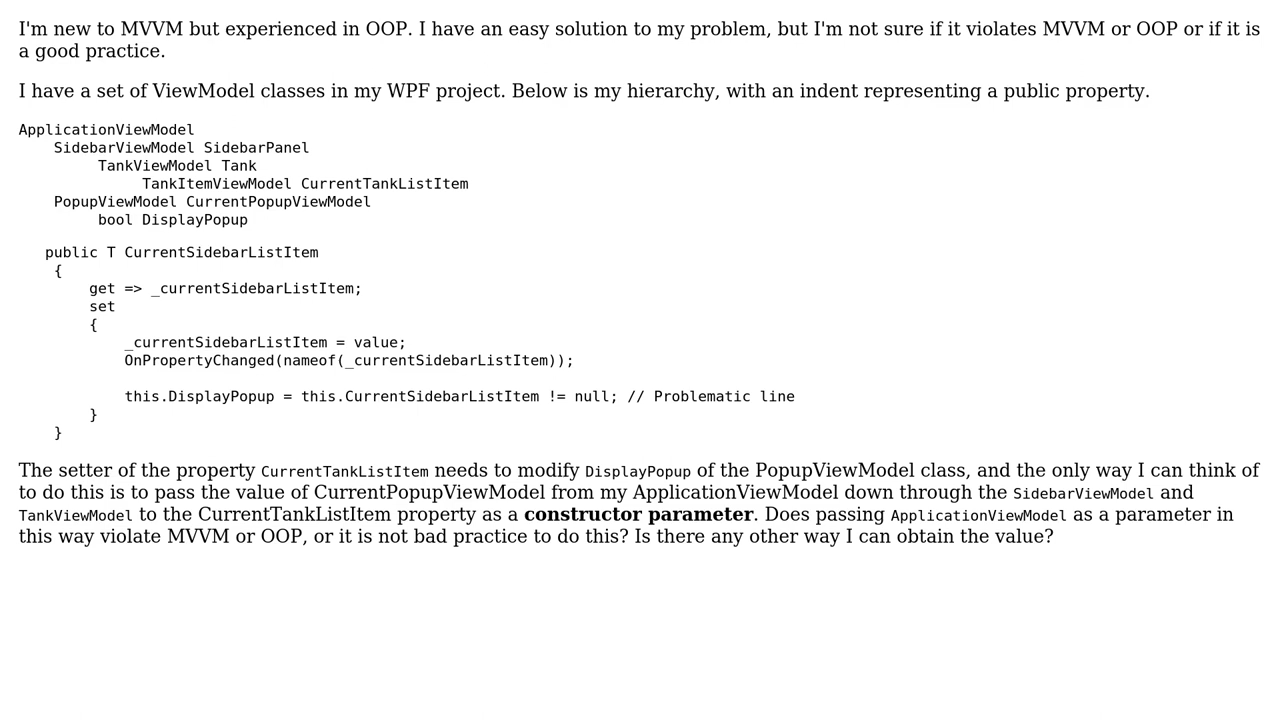 I'm new to MVVM but experienced in OOP. I have an easy solution to my problem, but I'm not sure if it violates MVVM or OOP or if it is
a good practice.
I have a set of ViewModel classes in my WPF project. Below is my hierarchy, with an indent representing a public property.
ApplicationViewModel
    SidebarViewModel SidebarPanel
         TankViewModel Tank
              TankItemViewModel CurrentTankListItem
    PopupViewModel CurrentPopupViewModel
         bool DisplayPopup
   public T CurrentSidebarListItem
    {
        get => _currentSidebarListItem;
        set
        {
            _currentSidebarListItem = value;
            OnPropertyChanged(nameof(_currentSidebarListItem));
            this.DisplayPopup = this.CurrentSidebarListItem != null; // Problematic line
        }
    }
The setter of the property CurrentTankListItem needs to modify DisplayPopup of the PopupViewModel class, and the only way I can think of
to do this is to pass the value of CurrentPopupViewModel from my ApplicationViewModel down through the SidebarViewModel and
TankViewModel to the CurrentTankListItem property as a constructor parameter. Does passing ApplicationViewModel as a parameter in
this way violate MVVM or OOP, or it is not bad practice to do this? Is there any other way I can obtain the value?